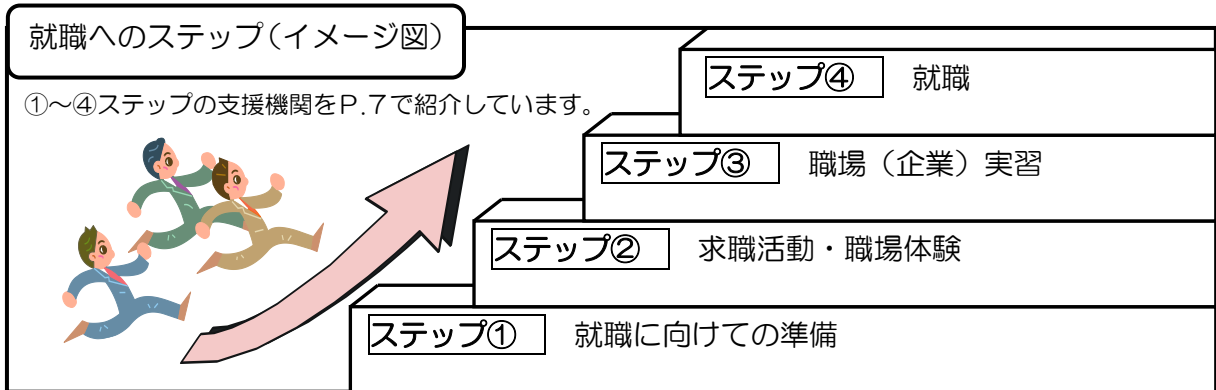 就職へのステップ（イメージ図）
①～④ステップの支援機関をＰ.７で紹介しています。
ステップ④ 就職
ステップ③ 職場（企業）実習
ステップ② 求職活動・職場体験
ステップ① 就職に向けての準備